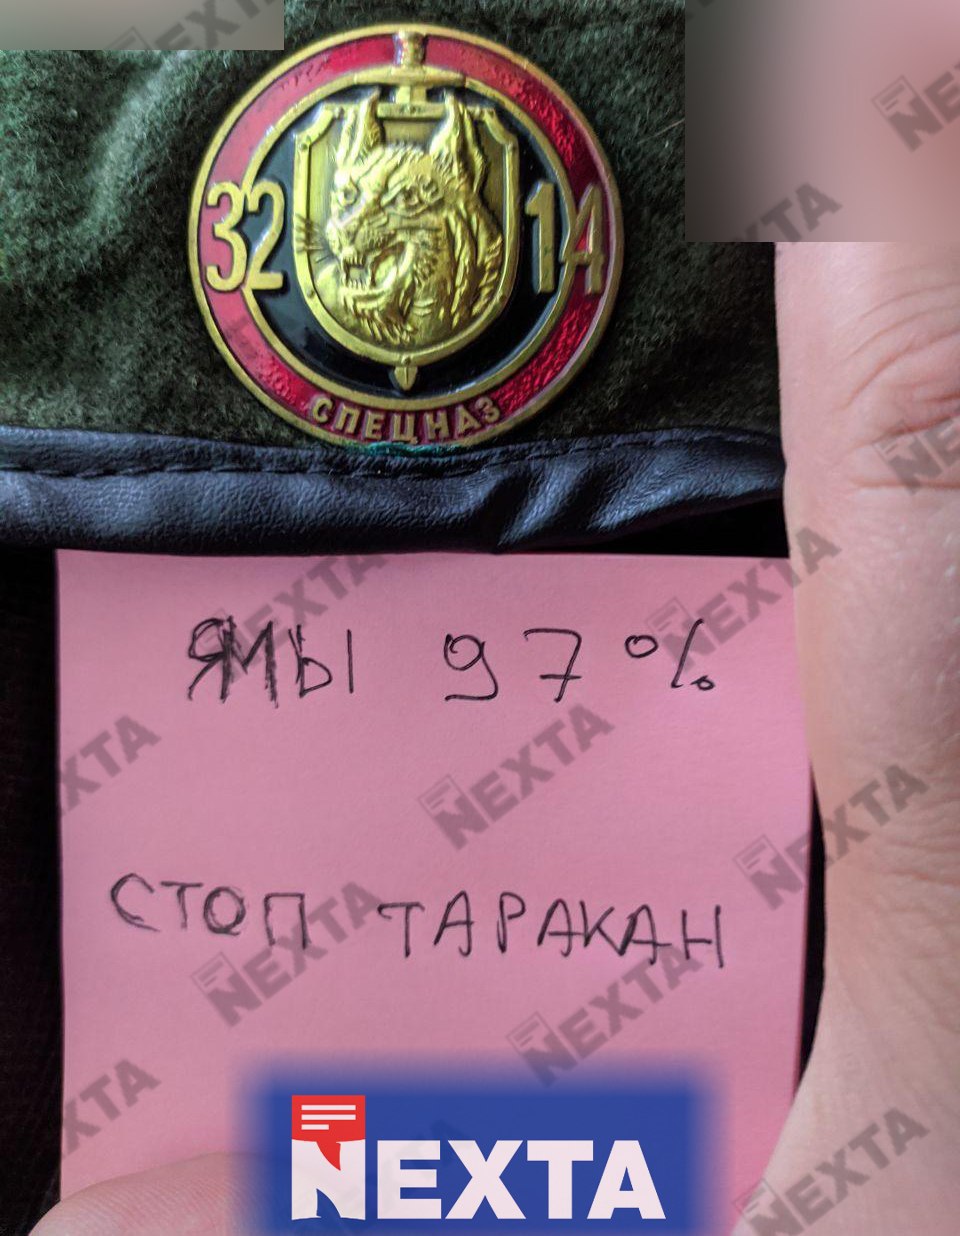 32 14
СПЕЦНАЗ
ЯМЫ 97%
СТОП ТАРАКАН
NEXTA